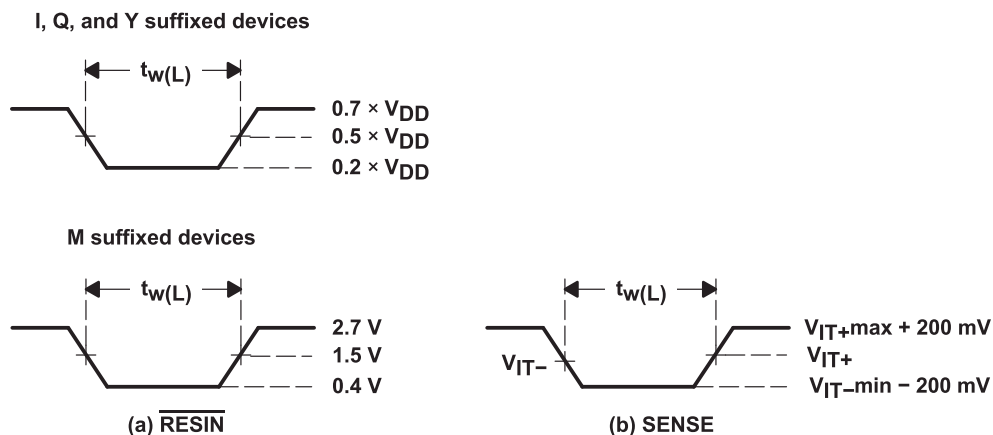 I, Q, and Y suffixed devices
tw(L)
0.7 × VDD
0.5 × VDD
0.2 × VDD
M suffixed devices
tw(L)
2.7 V
1.5 V
0.4 V
(a) RESIN
tw(L)
VIT−
VIT+max + 200 mV
VIT+
VIT−min − 200 mV
(b) SENSE